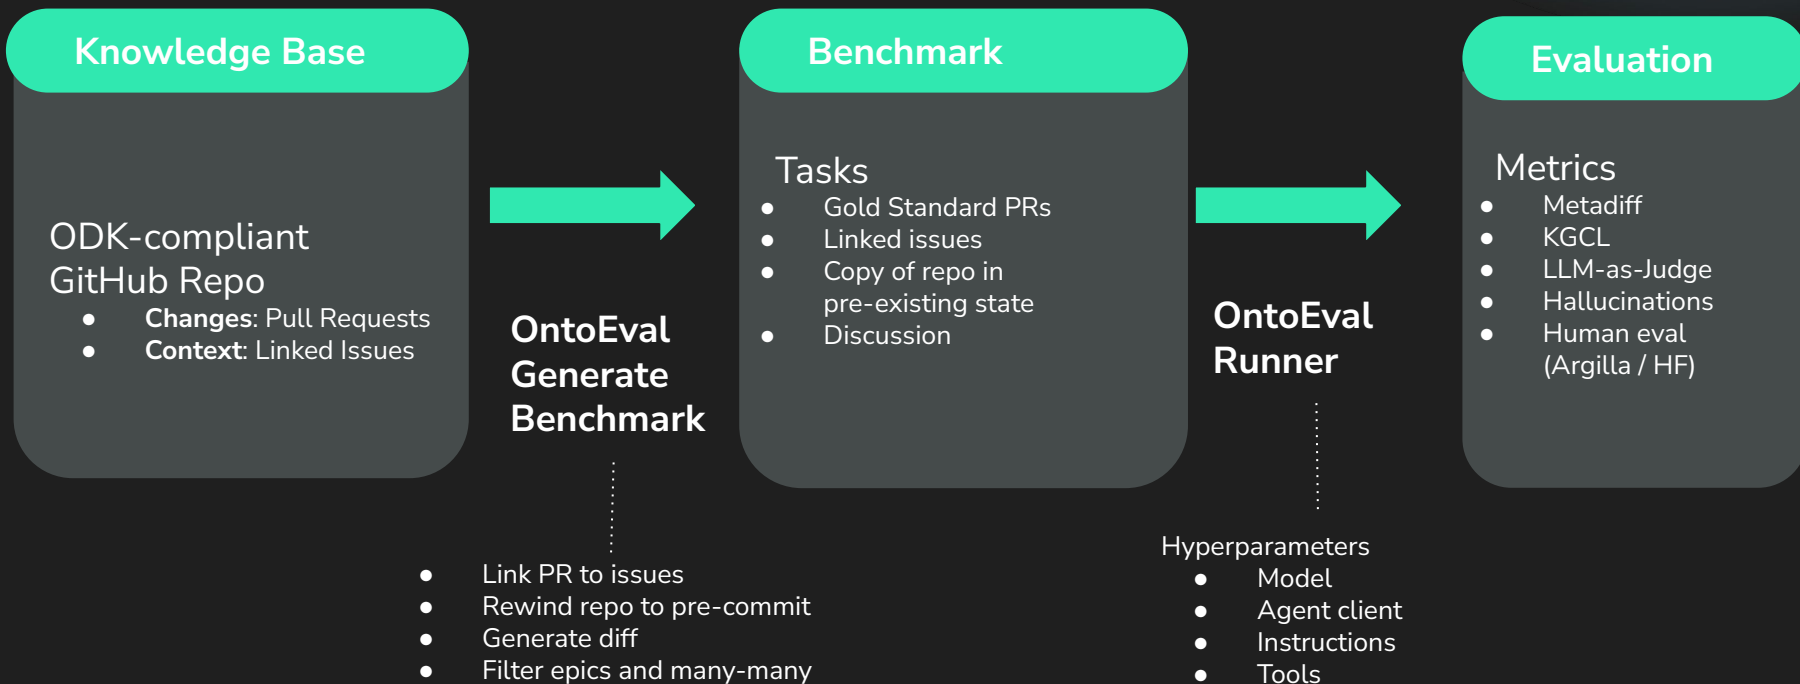 Knowledge Base
ODK-compliant
GitHub Repo
● Changes: Pull Requests
● Context: Linked Issues
OntoEval
Generate
Benchmark
● Link PR to issues
● Rewind repo to pre-commit
● Generate diff
● Filter epics and many-many
Benchmark
Tasks
● Gold Standard PRs
● Linked issues
● Copy of repo in
pre-existing state
● Discussion
OntoEval
Runner
Hyperparameters
● Model
● Agent client
● Instructions
● Tools
Evaluation
Metrics
● Metadiff
● KGCL
● LLM-as-Judge
● Hallucinations
● Human eval
(Argilla / HF)